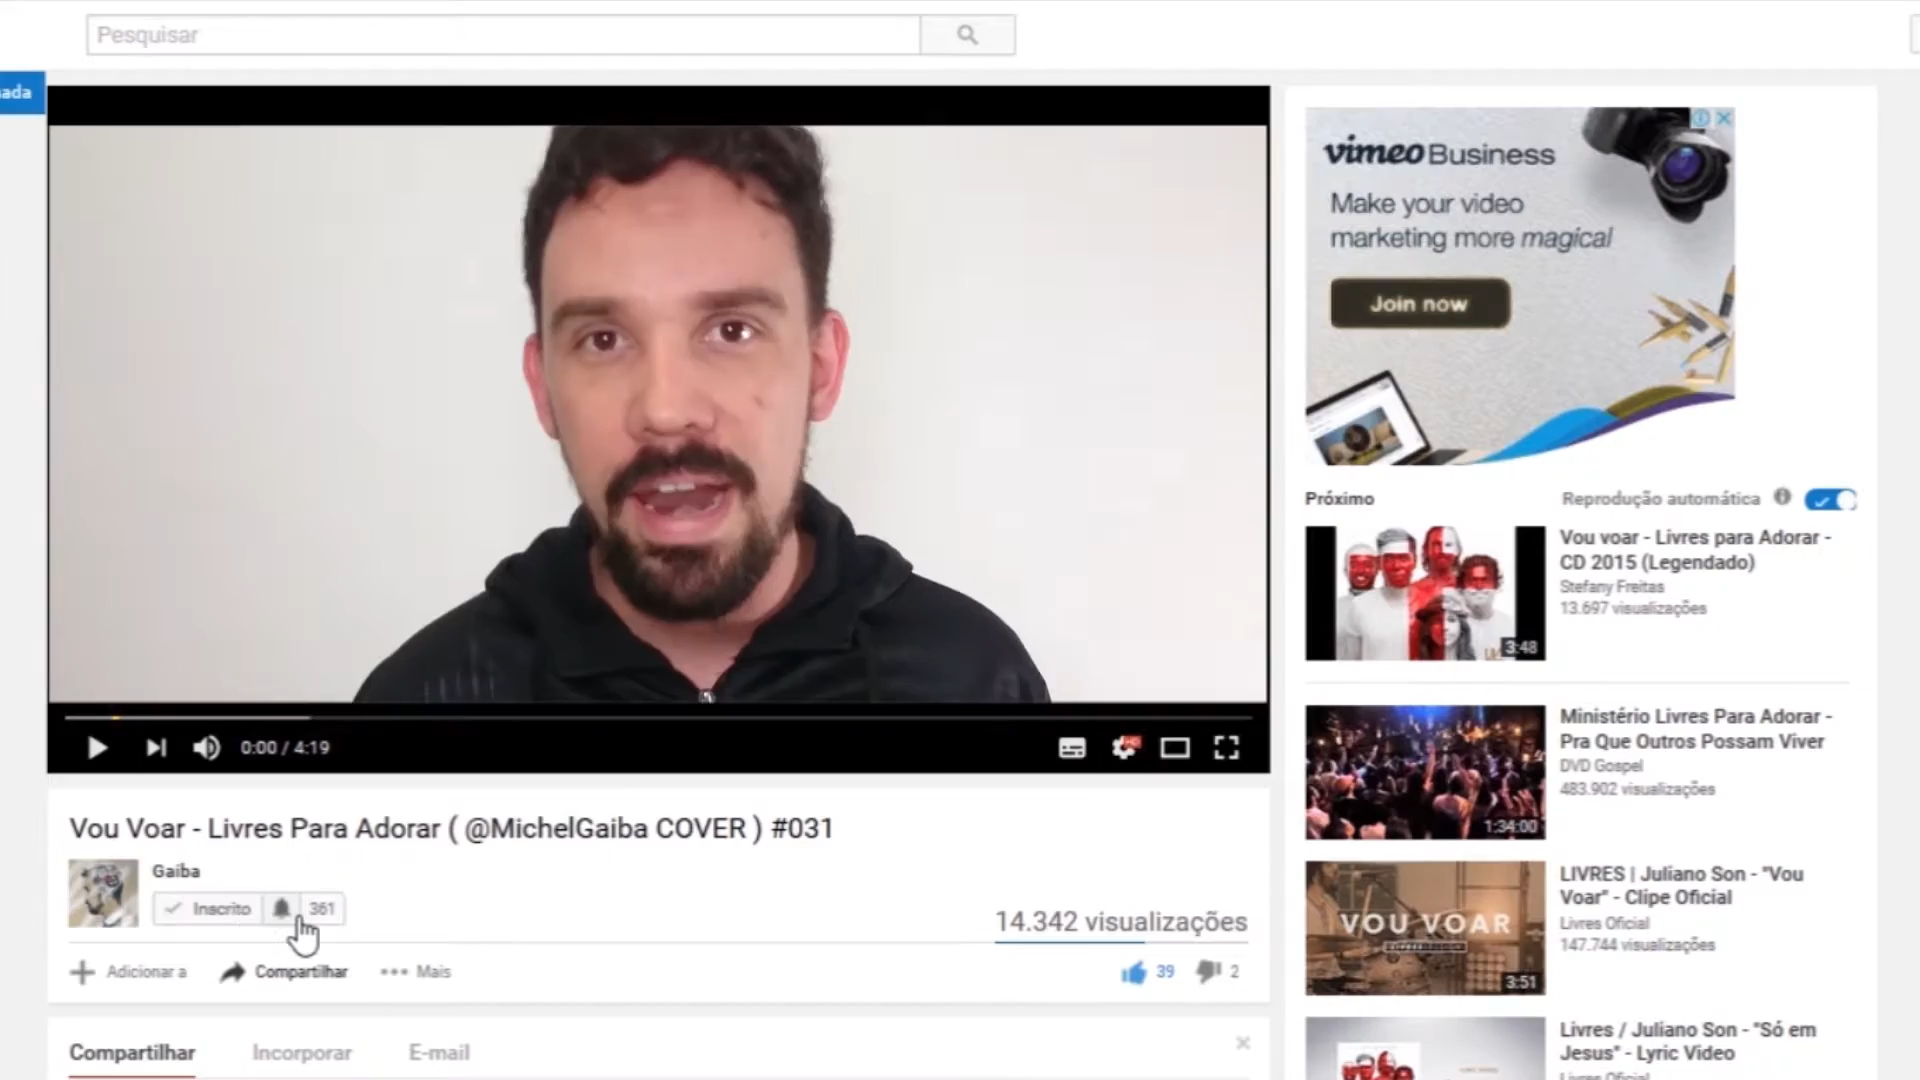 Pesquisar
ada
vimeo Business
Make your video
marketing more magical
Join now
Próximo
Reprodução automática
Vou voar - Livres para Adorar -
CD 2015 (Legendado)
Stefany Freitas
13.697 visualizações
3:48
Ministério Livres Para Adorar -
Pra Que Outros Possam Viver
DVD Gospel
483.902 visualizações
1:34:00
LIVRES | Juliano Son - "Vou
Voar" - Clipe Oficial
Livres Oficial
147.744 visualizações
VOU VOAR
3:51
Livres / Juliano Son - "Só em
Jesus" - Lyric Video
Livres Oficial
0:00 / 4:19
Vou Voar - Livres Para Adorar ( @MichelGaiba COVER ) #031
Gaiba
Inscrito 361
14.342 visualizações
Adicionar a Compartilhar Mais
39 2
Compartilhar Incorporar E-mail